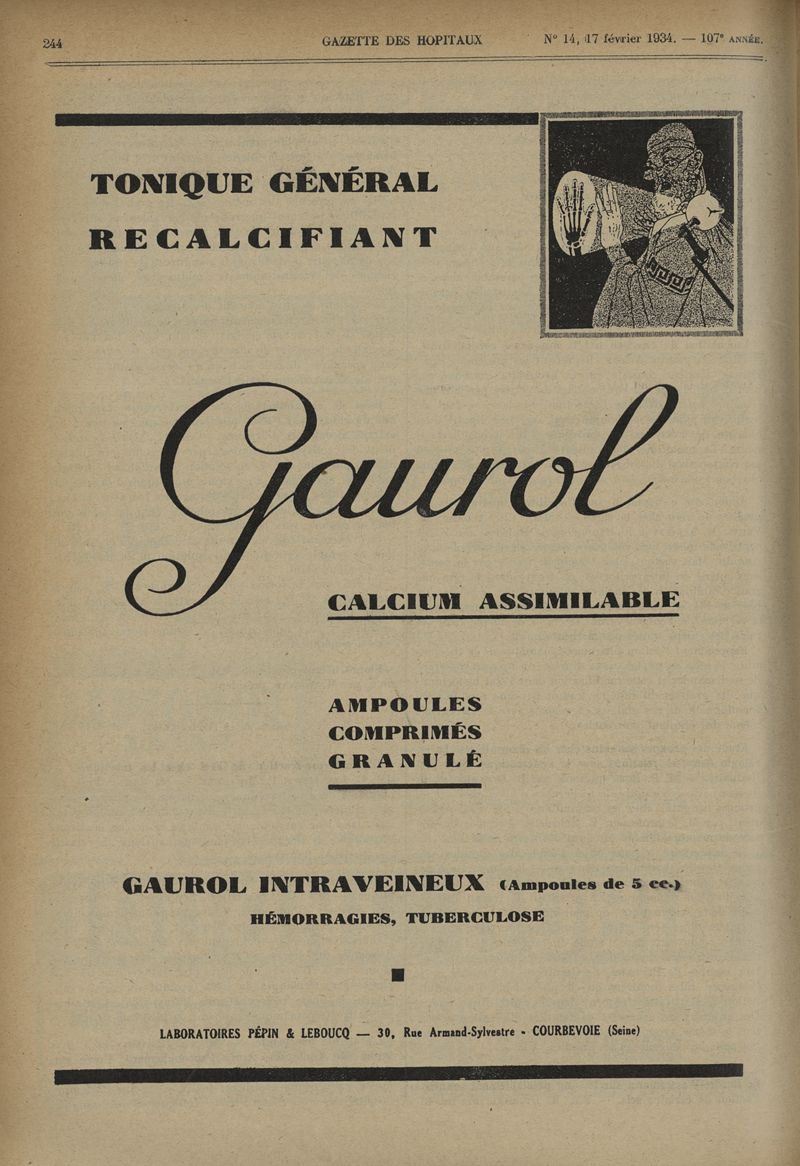 244
GAZETTE DES HOPITAUX
N° 14, 17 février 1934. — 107ᵉ ANNÉE.
TONIQUE GÉNÉRAL
RECALCIFIANT
Gaurol
CALCIUM ASSIMILABLE
AMPOULES
COMPRIMÉS
GRANULÉ
GAUROL INTRAVEINEUX (Ampoules de 5 cc.)
HÉMORRAGIES, TUBERCULOSE
LABORATOIRES PÉPIN & LEBOUCQ — 30, Rue Armand-Sylvestre - COURBEVOIE (Seine)